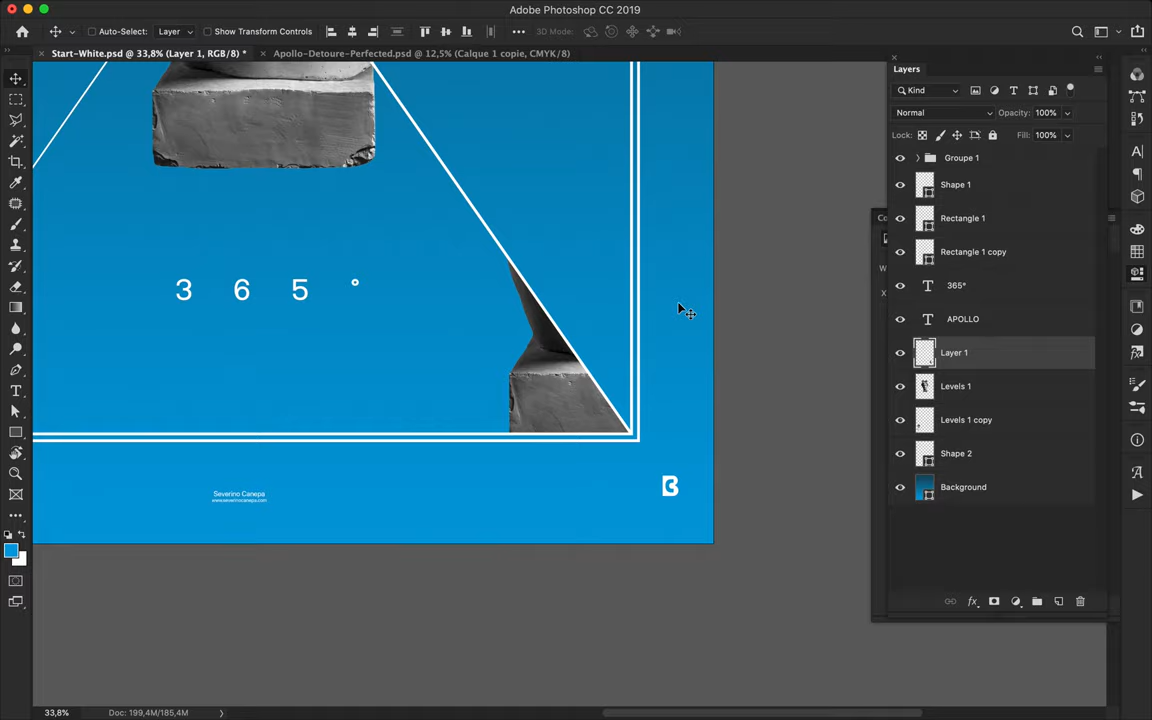 Adobe Photoshop CC 2019
Auto-Select:
Layer
Show Transform Controls
3D Mode:
Start-White.psd @ 33,8% (Layer 1, RGB/8) *
Apollo-Detoure-Perfected.psd @ 12,5% (Calque 1 copie, CMYK/8)
Layers
Kind
Normal
Opacity: 100%
Lock:
Fill: 100%
Groupe 1
Shape 1
Rectangle 1
Rectangle 1 copy
365°
APOLLO
Layer 1
Levels 1
Levels 1 copy
Shape 2
Background
3 6 5 °
Severino Canepa
www.severinocanepa.com
B
33,8%
Doc: 199,4M/185,4M